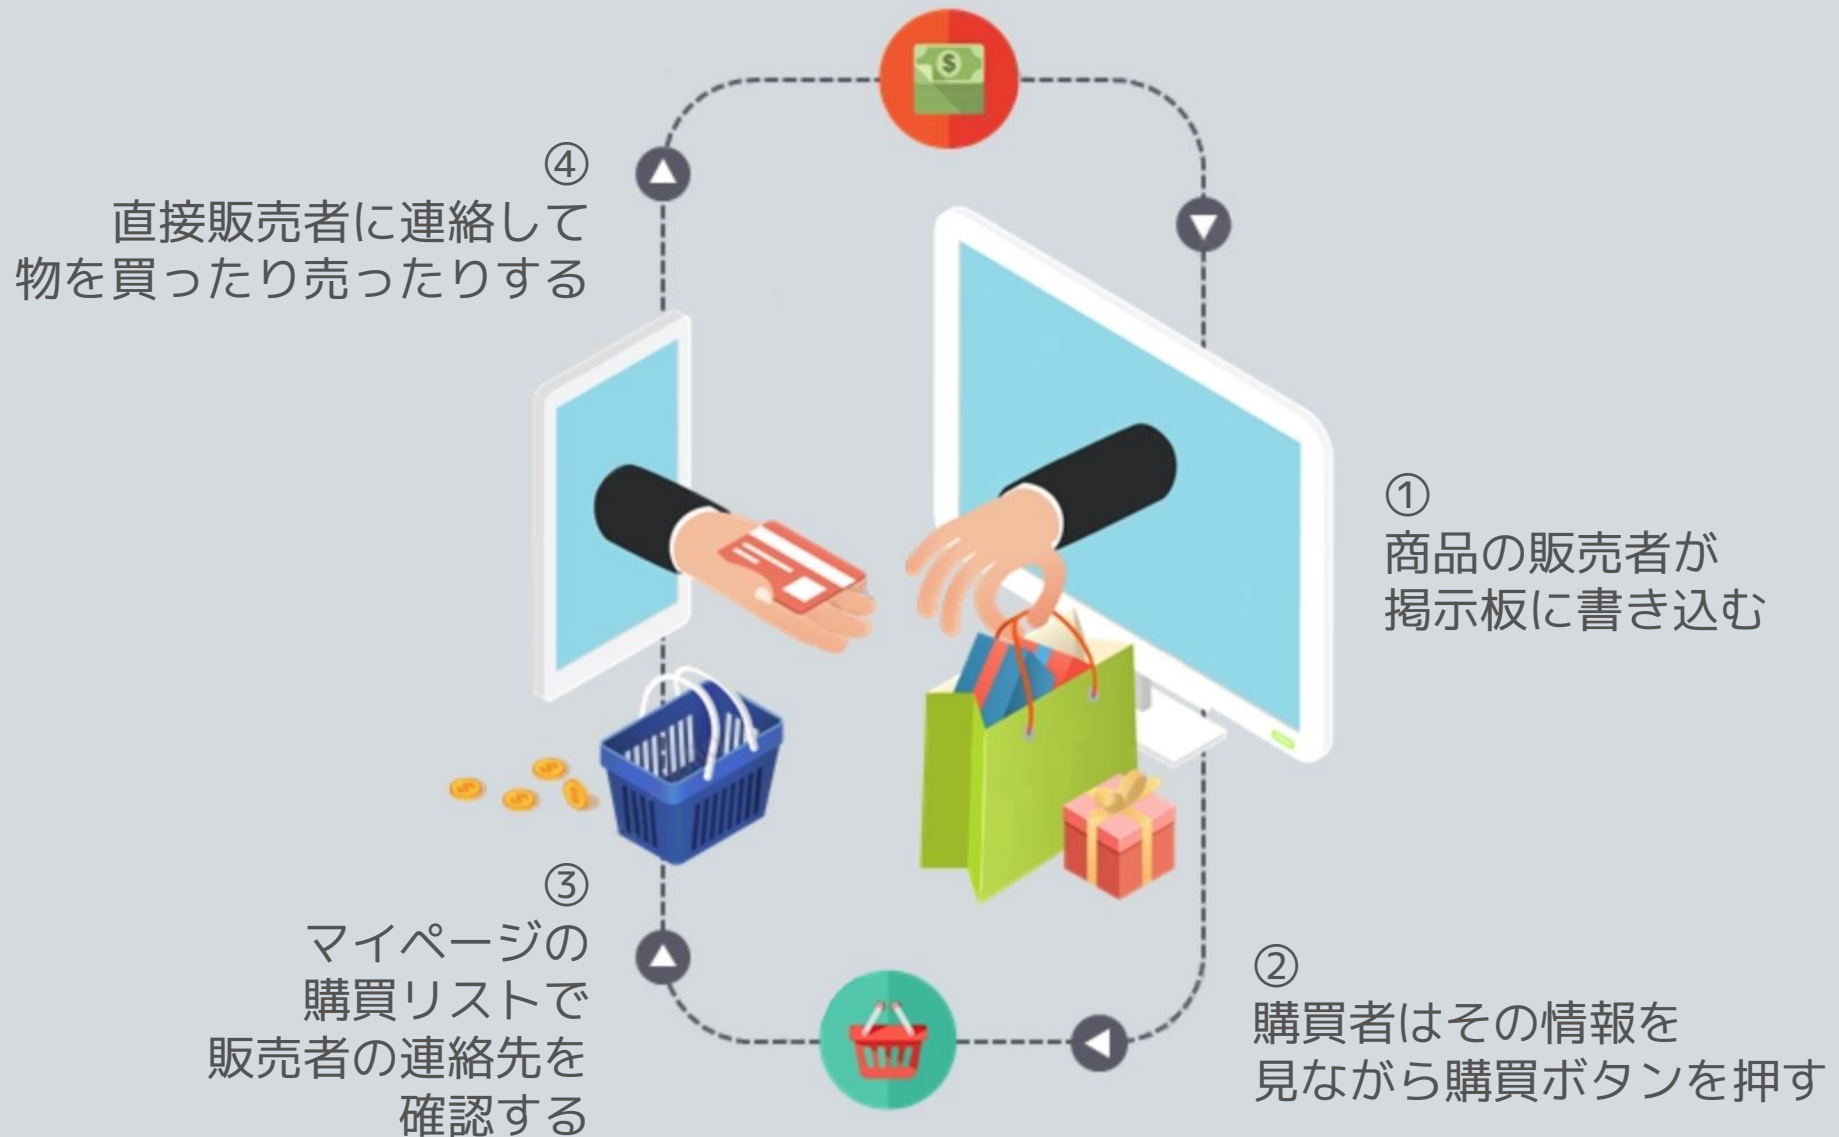 ①
商品の販売者が
掲示板に書き込む
②
購買者はその情報を
見ながら購買ボタンを押す
③
マイページの
購買リストで
販売者の連絡先を
確認する
④
直接販売者に連絡して
物を買ったり売ったりする